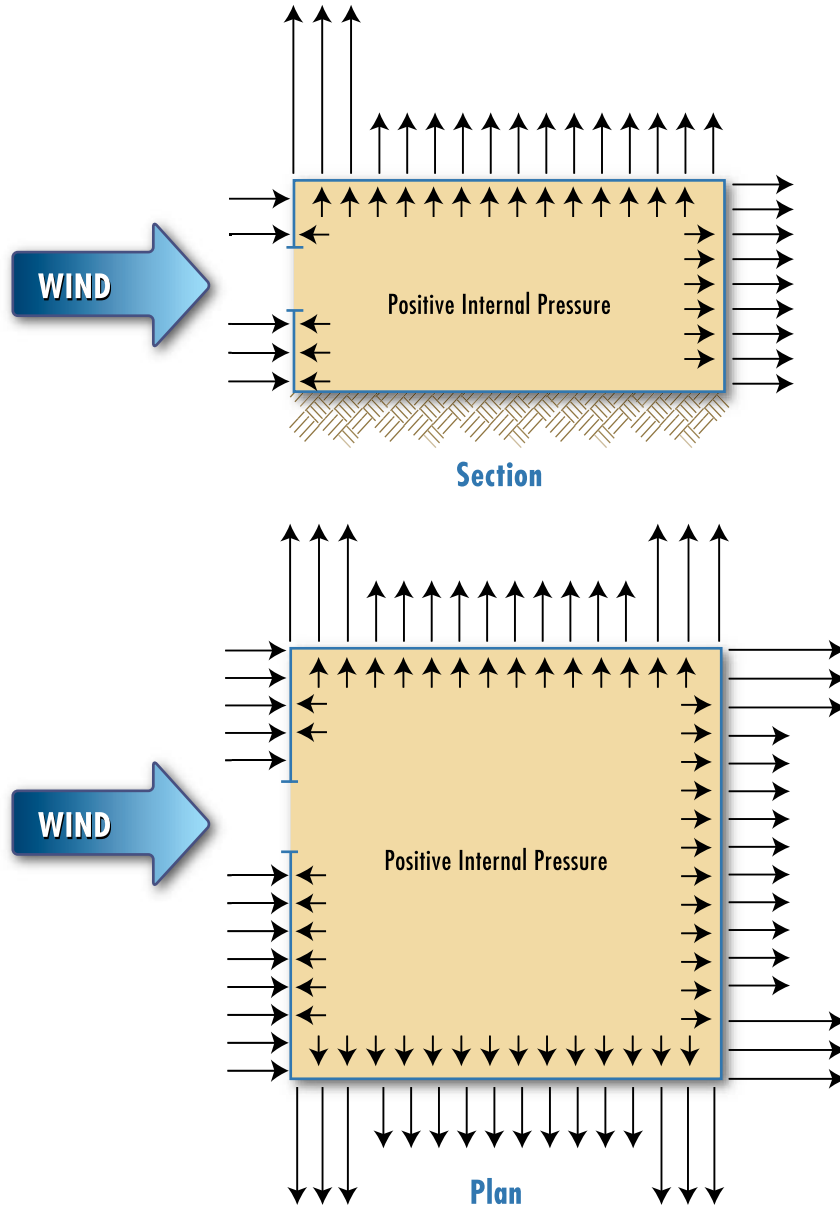 WIND
Positive Internal Pressure
Section
WIND
Positive Internal Pressure
Plan